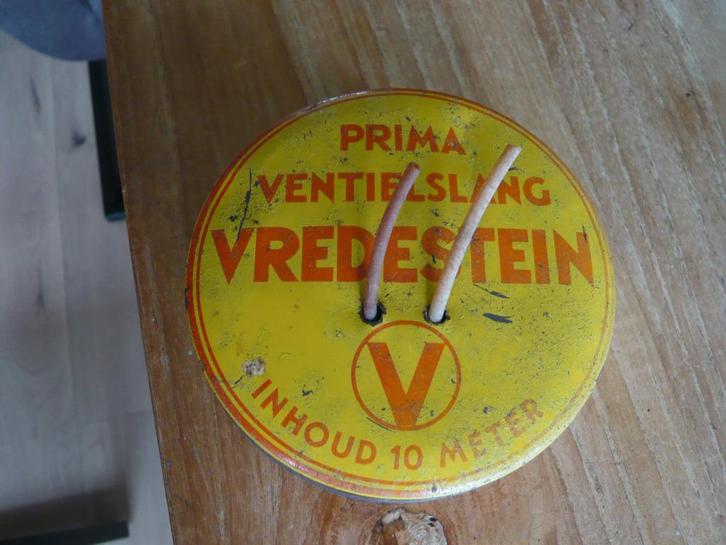 PRIMA
VENTIELSLANG
VREDESTEIN
V
INHOUD 10 METER